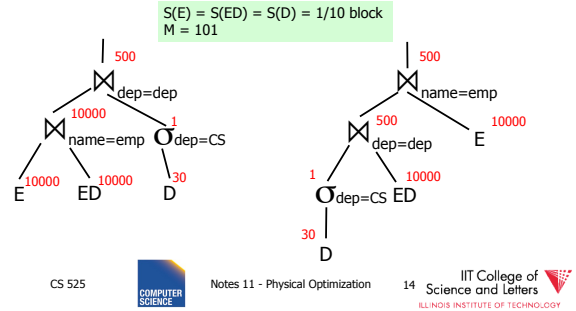 S(E) = S(ED) = S(D) = 1/10 block
M = 101
500
⋈ dep=dep
10000
⋈ name=emp
1
σ dep=CS
E 10000
ED 10000
D 30
500
⋈ name=emp
500
⋈ dep=dep
E 10000
1
σ dep=CS
ED 10000
30
D
CS 525
COMPUTER
SCIENCE
Notes 11 - Physical Optimization
14
IIT College of
Science and Letters
ILLINOIS INSTITUTE OF TECHNOLOGY